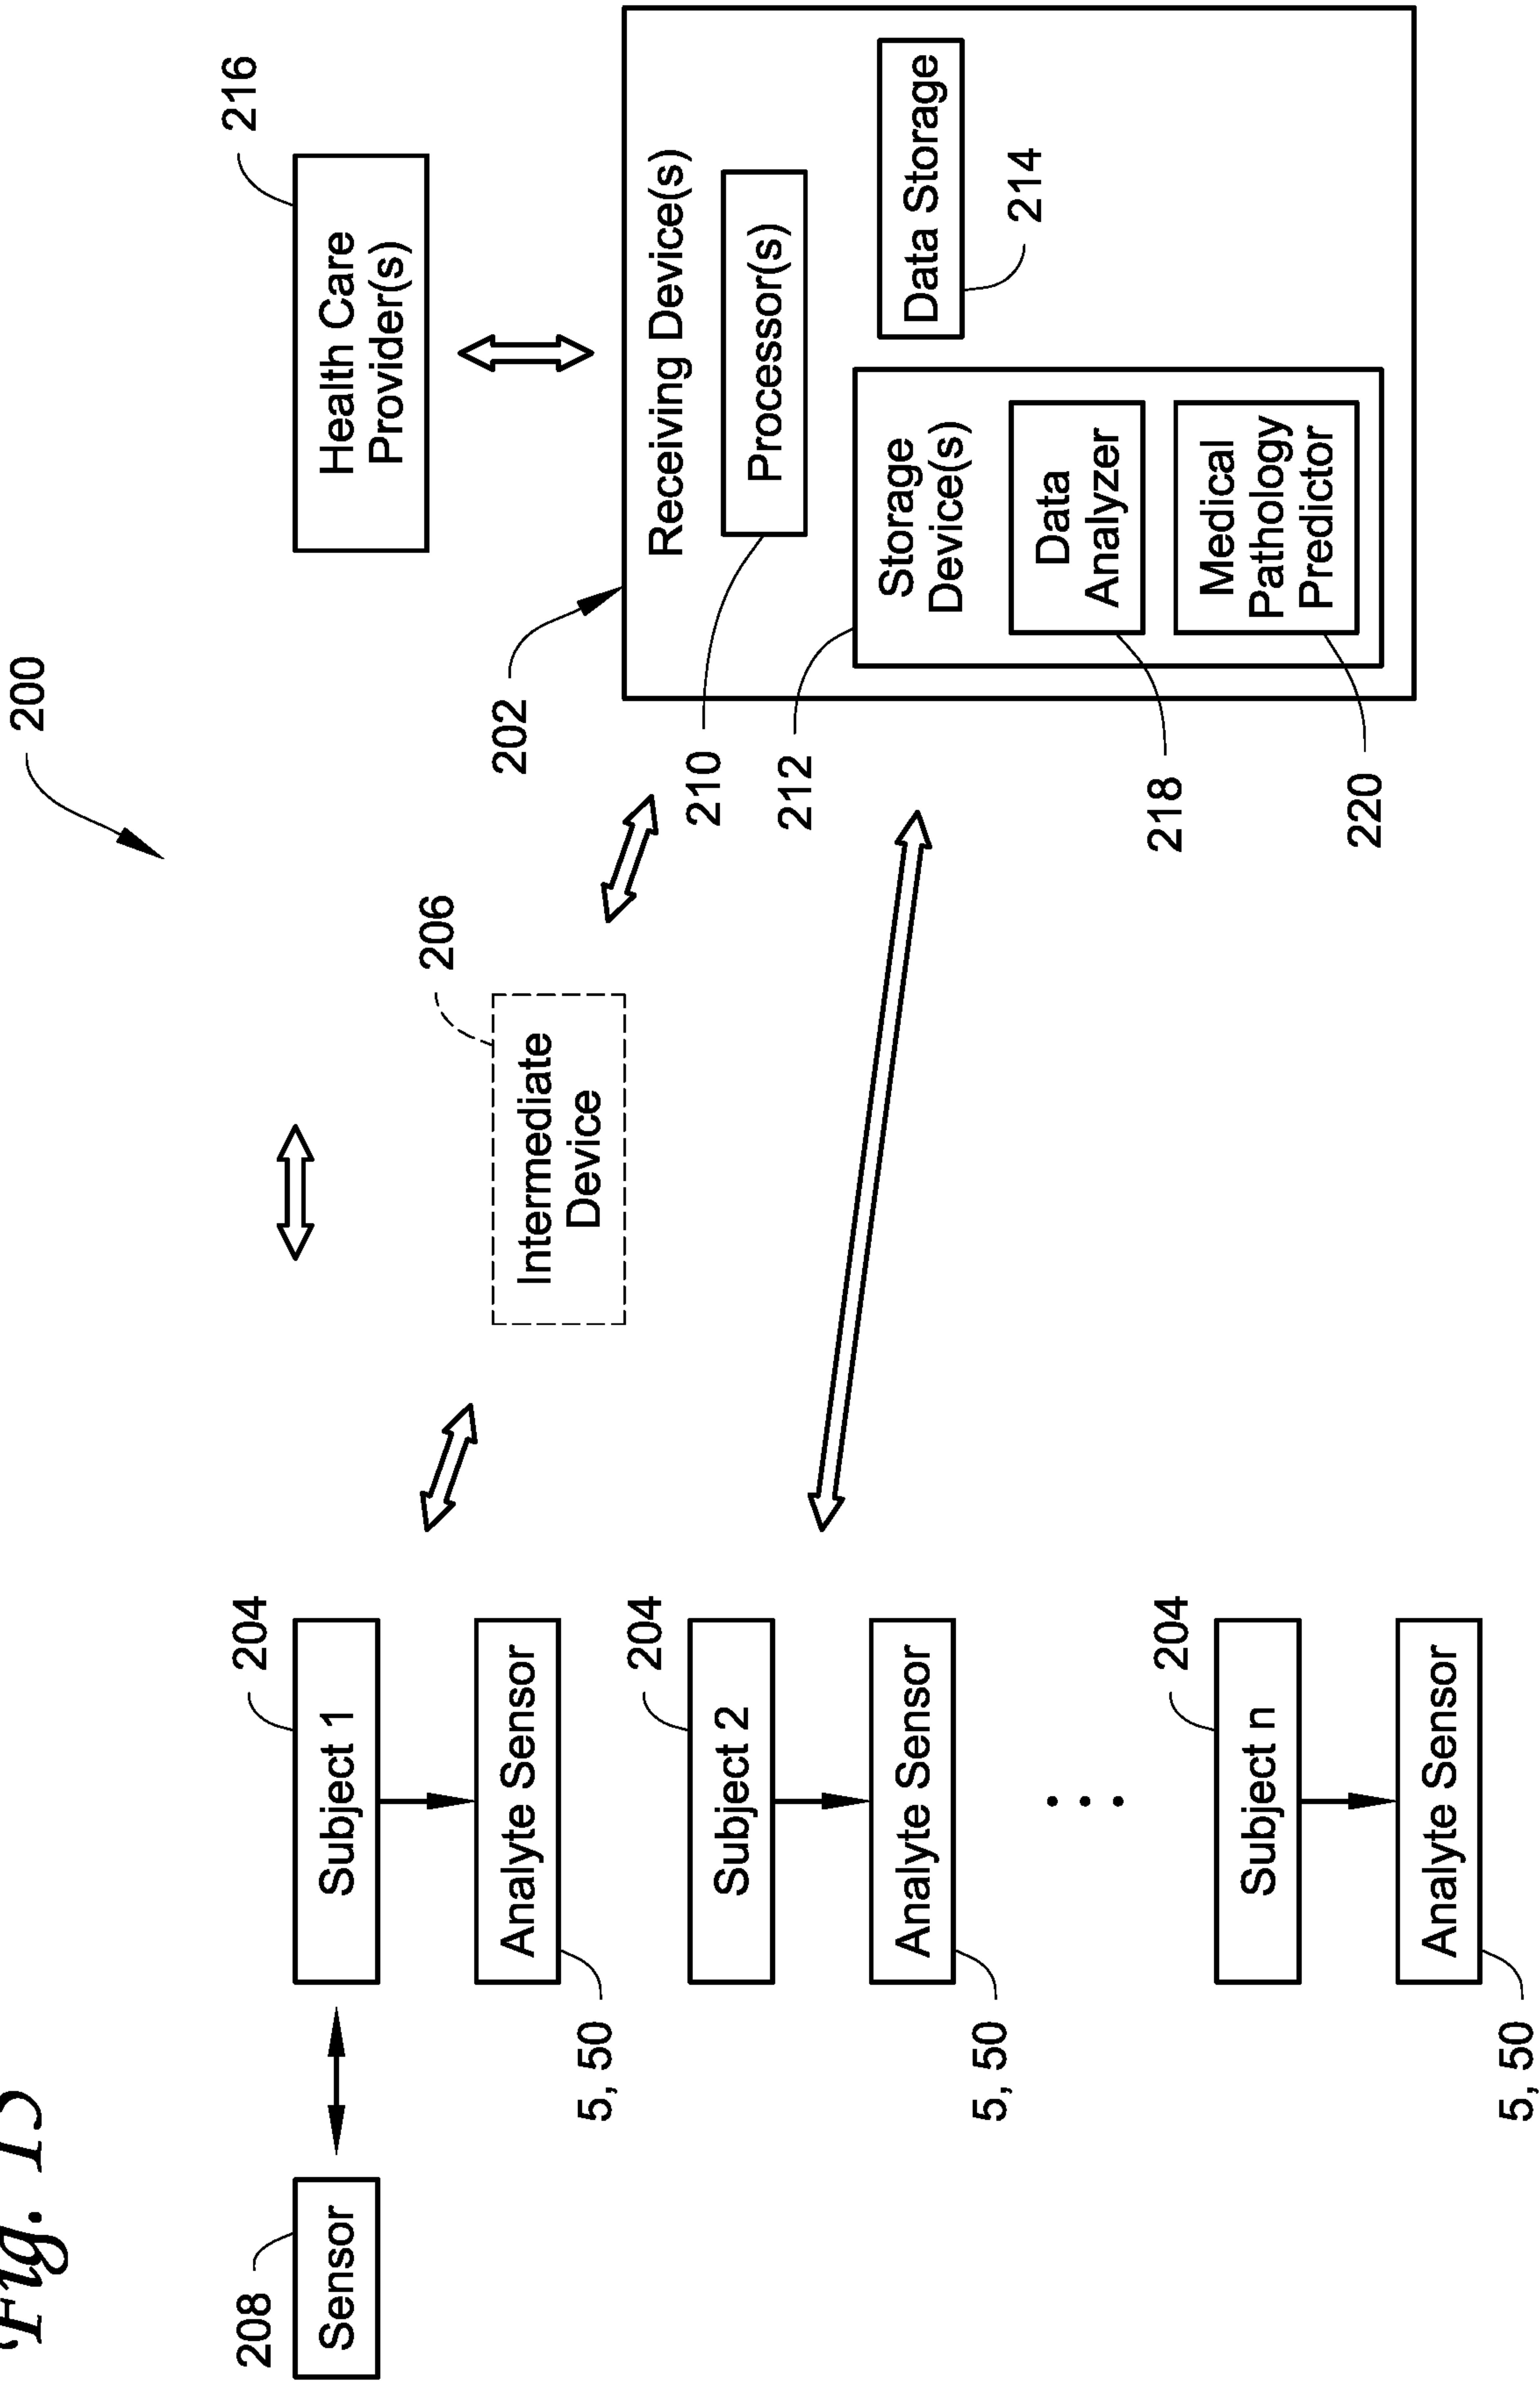 Fig. 15
200
208
Sensor
204
Subject 1
Analyte Sensor
5, 50
204
Subject 2
Analyte Sensor
5, 50
204
Subject n
Analyte Sensor
5, 50
206
Intermediate
Device
216
Health Care
Provider(s)
202
Receiving Device(s)
210
Processor(s)
212
Storage
Device(s)
218
Data
Analyzer
220
Medical
Pathology
Predictor
Data Storage
214